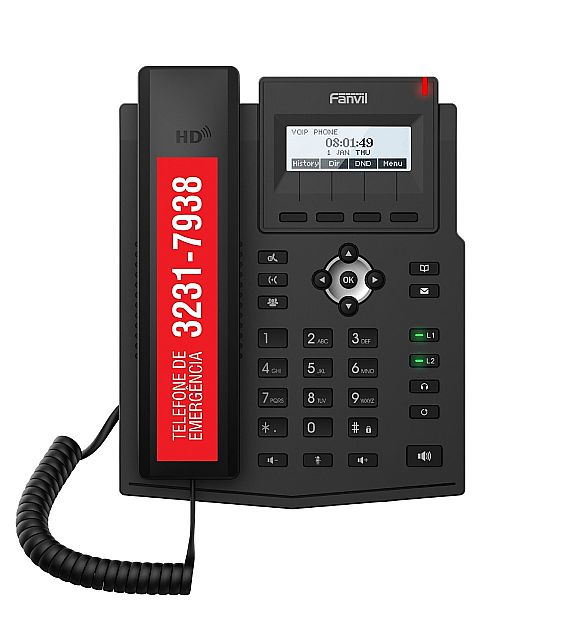 Fanvil
HD
VOIP PHONE
08:01:49
1 JAN THU
History Dir DND Menu
TELEFONE DE
EMERGÊNCIA
3231-7938
OK
1
2 ABC
3 DEF
L1
4 GHI
5 JKL
6 MNO
L2
7 PQRS
8 TUV
9 WXYZ
* .
0
#